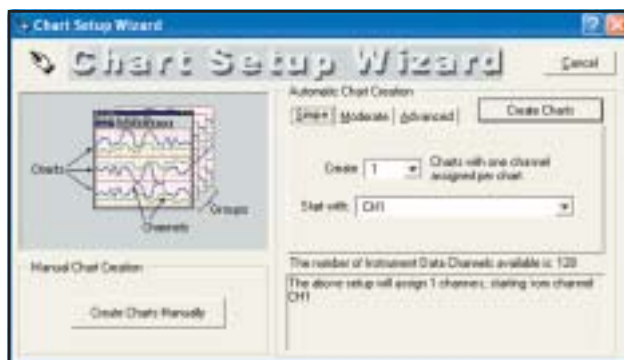 Chart Setup Wizard
Chart Setup Wizard
Cancel
Charts
Channels
Groups
Automatic Chart Creation
Simple Moderate Advanced
Create Charts
Create 1 Charts with one channel
assigned per chart
Start with: CH1
The number of Instrument Data Channels available is: 128
The above setup will assign 1 channels, starting from channel
CH1
Manual Chart Creation
Create Charts Manually